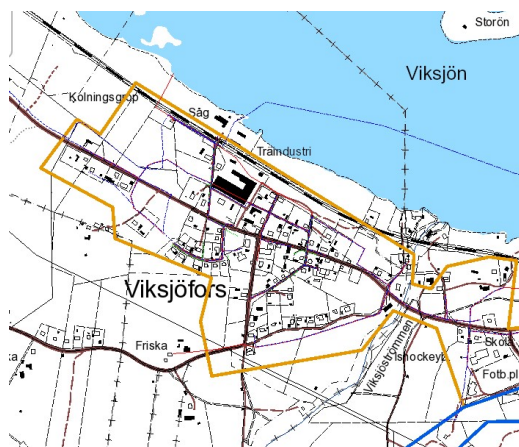 Storön
Viksjön
Kolningsgrop
Såg
Träindustri
Viksjöfors
Friska
Viksjöströmmen
Ishockeyb
Skola
Fotb.pl